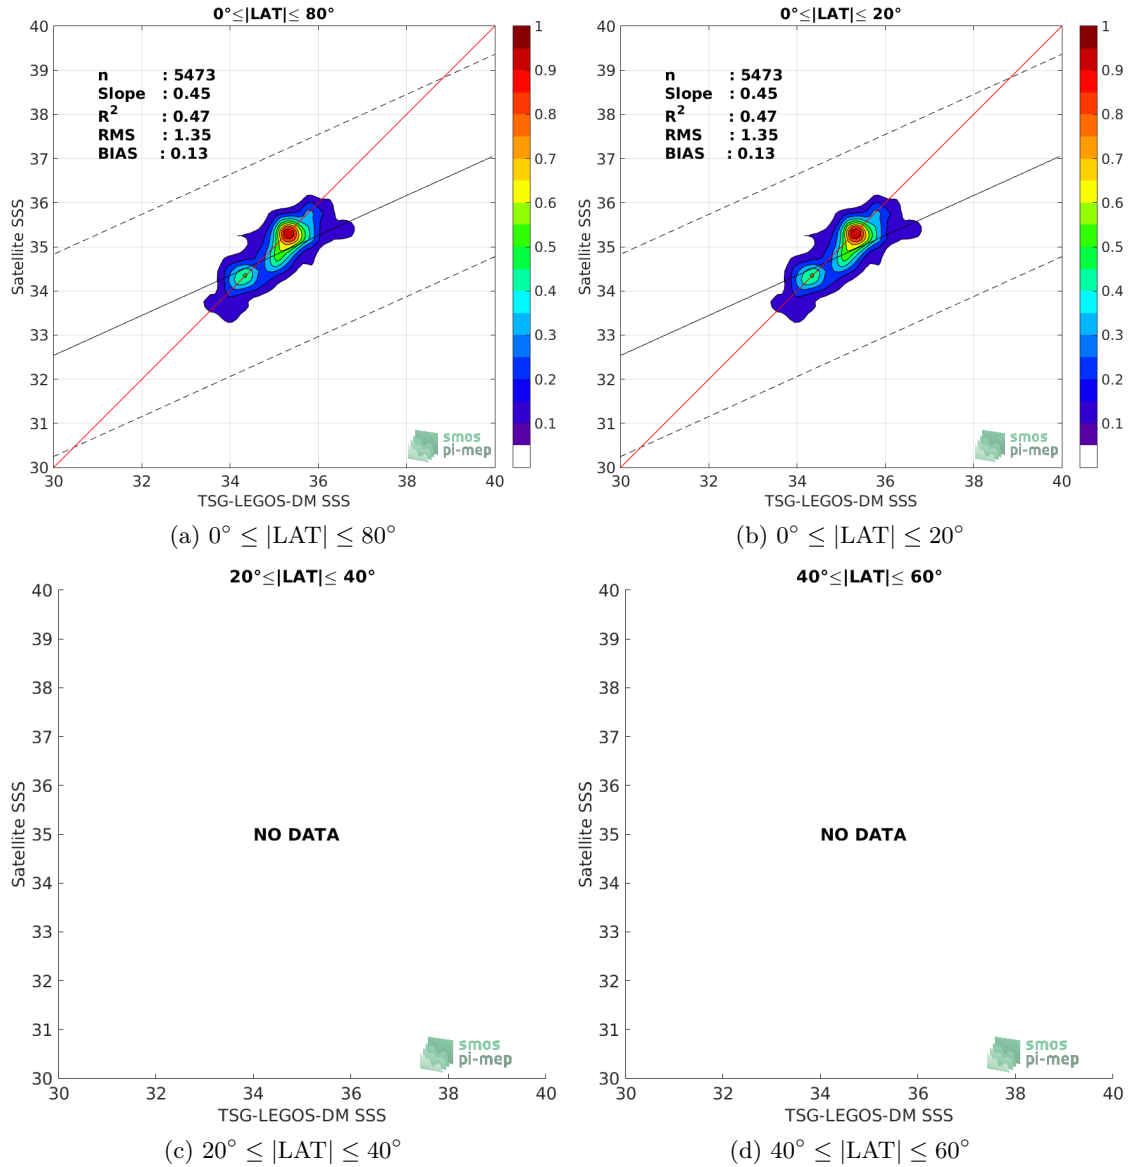 0°≤|LAT|≤ 80°
40
39
38
37
36
35
34
33
32
31
30
Satellite SSS
n : 5473
Slope : 0.45
R² : 0.47
RMS : 1.35
BIAS : 0.13
smos
pi-mep
30 32 34 36 38 40
TSG-LEGOS-DM SSS
1
0.9
0.8
0.7
0.6
0.5
0.4
0.3
0.2
0.1
(a) 0° ≤ |LAT| ≤ 80°
0°≤|LAT|≤ 20°
40
39
38
37
36
35
34
33
32
31
30
Satellite SSS
n : 5473
Slope : 0.45
R² : 0.47
RMS : 1.35
BIAS : 0.13
smos
pi-mep
30 32 34 36 38 40
TSG-LEGOS-DM SSS
1
0.9
0.8
0.7
0.6
0.5
0.4
0.3
0.2
0.1
(b) 0° ≤ |LAT| ≤ 20°
20°≤|LAT|≤ 40°
40
39
38
37
36
35
34
33
32
31
30
Satellite SSS
NO DATA
smos
pi-mep
30 32 34 36 38 40
TSG-LEGOS-DM SSS
(c) 20° ≤ |LAT| ≤ 40°
40°≤|LAT|≤ 60°
40
39
38
37
36
35
34
33
32
31
30
Satellite SSS
NO DATA
smos
pi-mep
30 32 34 36 38 40
TSG-LEGOS-DM SSS
(d) 40° ≤ |LAT| ≤ 60°